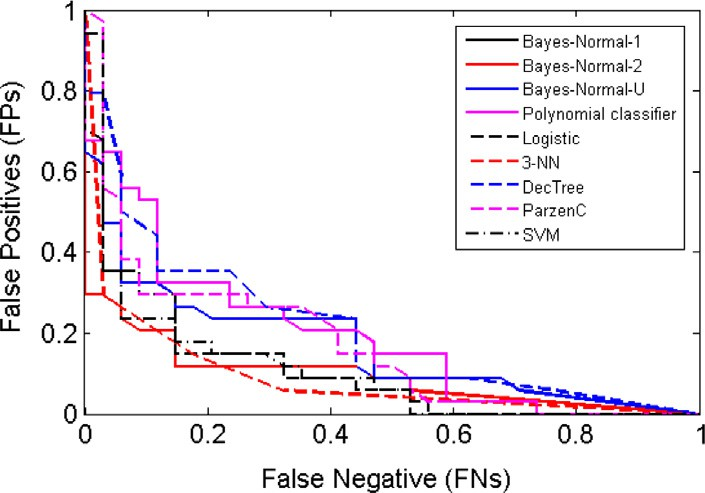 1
0.8
0.6
0.4
0.2
0
0
0.2
0.4
0.6
0.8
1
False Positives (FPs)
False Negative (FNs)
Bayes-Normal-1
Bayes-Normal-2
Bayes-Normal-U
Polynomial classifier
Logistic
3-NN
DecTree
ParzenC
SVM